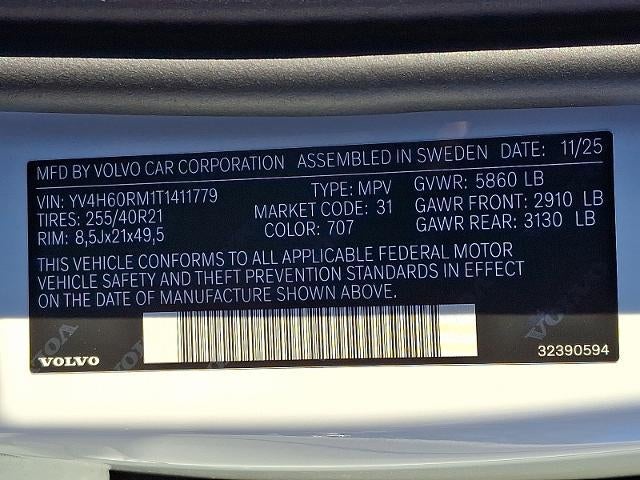 MFD BY VOLVO CAR CORPORATION ASSEMBLED IN SWEDEN DATE: 11/25
VIN: YV4H60RM1T1411779 TYPE: MPV GVWR: 5860 LB
TIRES: 255/40R21 MARKET CODE: 31 GAWR FRONT: 2910 LB
RIM: 8,5Jx21x49,5 COLOR: 707 GAWR REAR: 3130 LB
THIS VEHICLE CONFORMS TO ALL APPLICABLE FEDERAL MOTOR
VEHICLE SAFETY AND THEFT PREVENTION STANDARDS IN EFFECT
ON THE DATE OF MANUFACTURE SHOWN ABOVE.
VOLVO
32390594